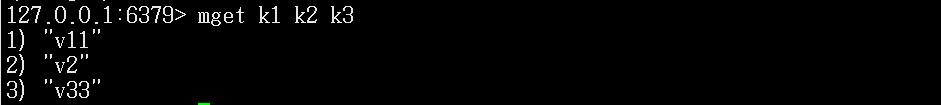 127.0.0.1:6379> mget k1 k2 k3
1) "v11"
2) "v2"
3) "v33"